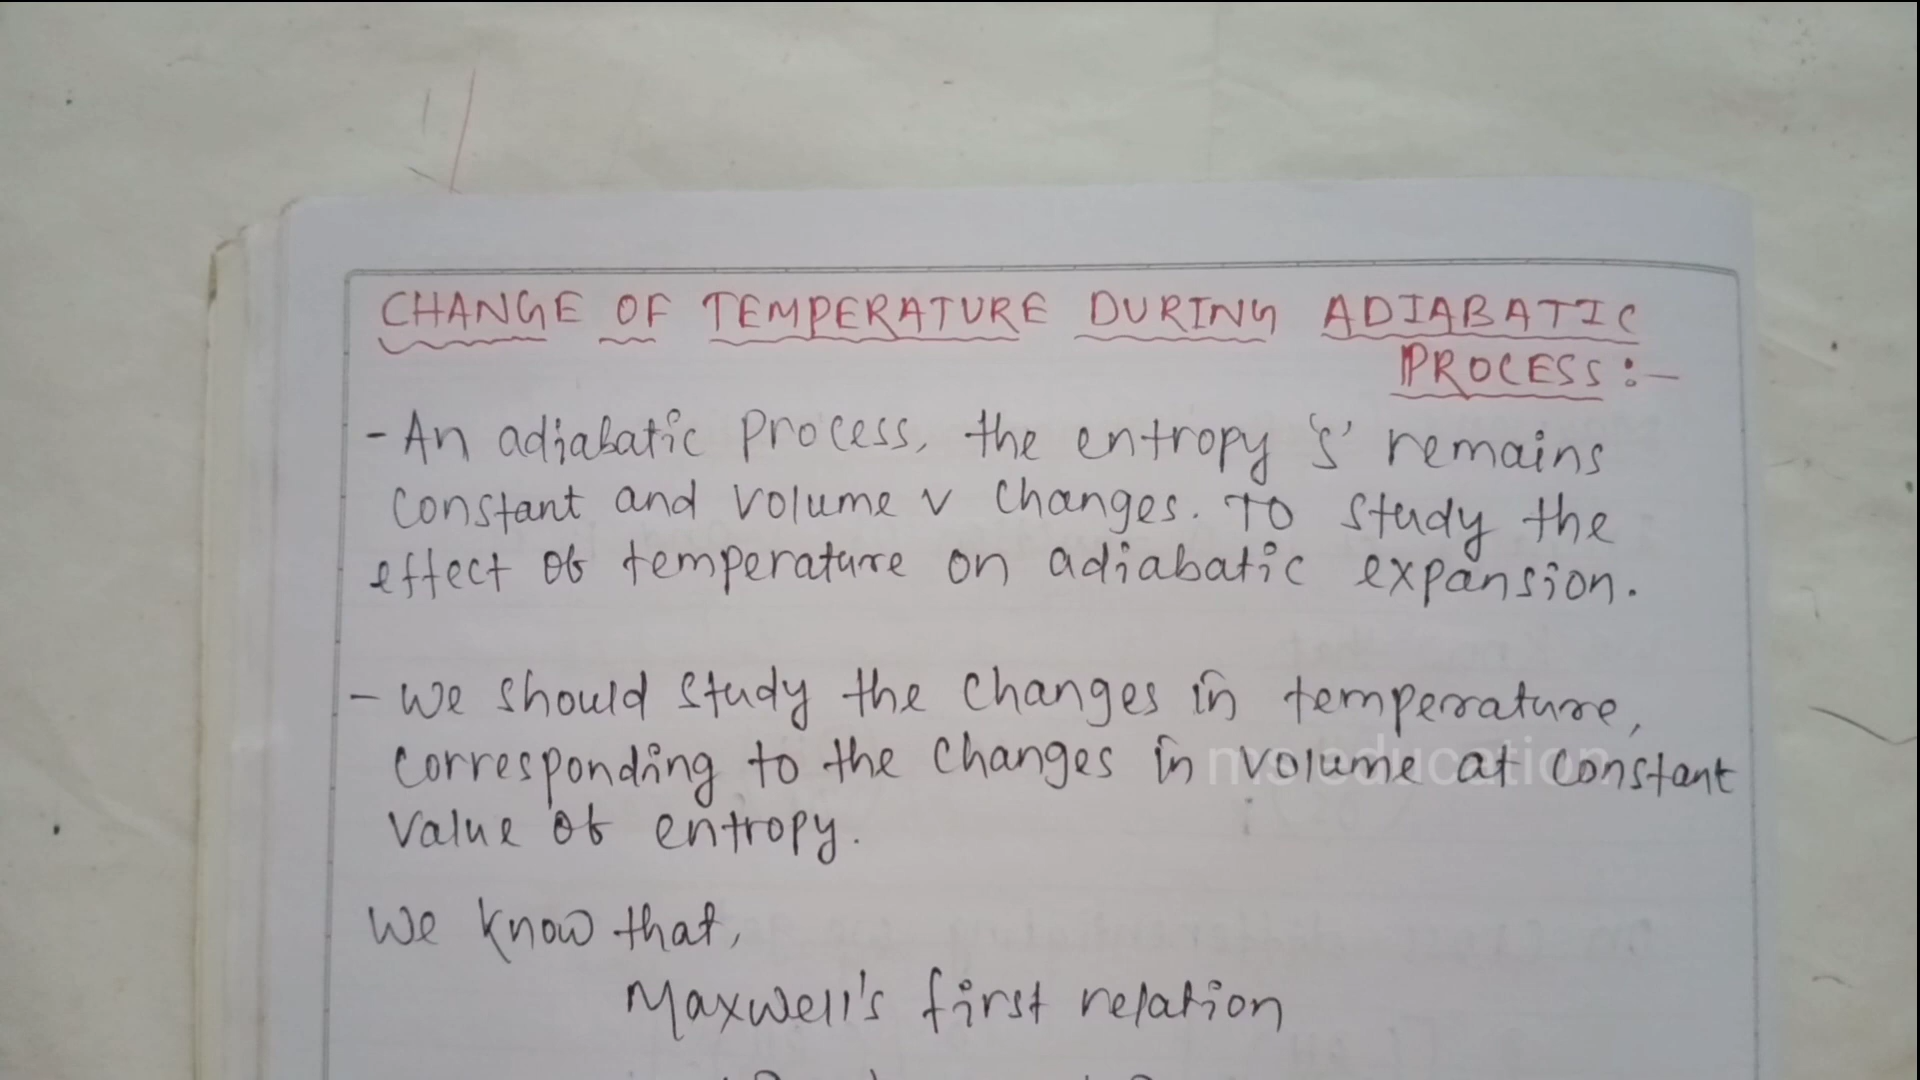 CHANGE OF TEMPERATURE DURING ADIABATIC
PROCESS:-
- An adiabatic process, the entropy 's' remains
constant and volume v changes. To study the
effect of temperature on adiabatic expansion.
- We should study the changes in temperature,
corresponding to the changes in volume at constant
value of entropy.
ms education
We know that,
Maxwell's first relation